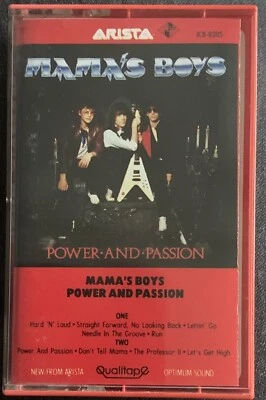 ARISTA
AC8-8285
MAMA'S BOYS
POWER·AND·PASSION
MAMA'S BOYS
POWER AND PASSION
ONE
Hard 'N' Loud • Straight Forward, No Looking Back • Lettin' Go
Needle In The Groove • Run
TWO
Power And Passion • Don't Tell Mama • The Professor II • Let's Get High
NEW FROM ARISTA
Qualitape
OPTIMUM SOUND